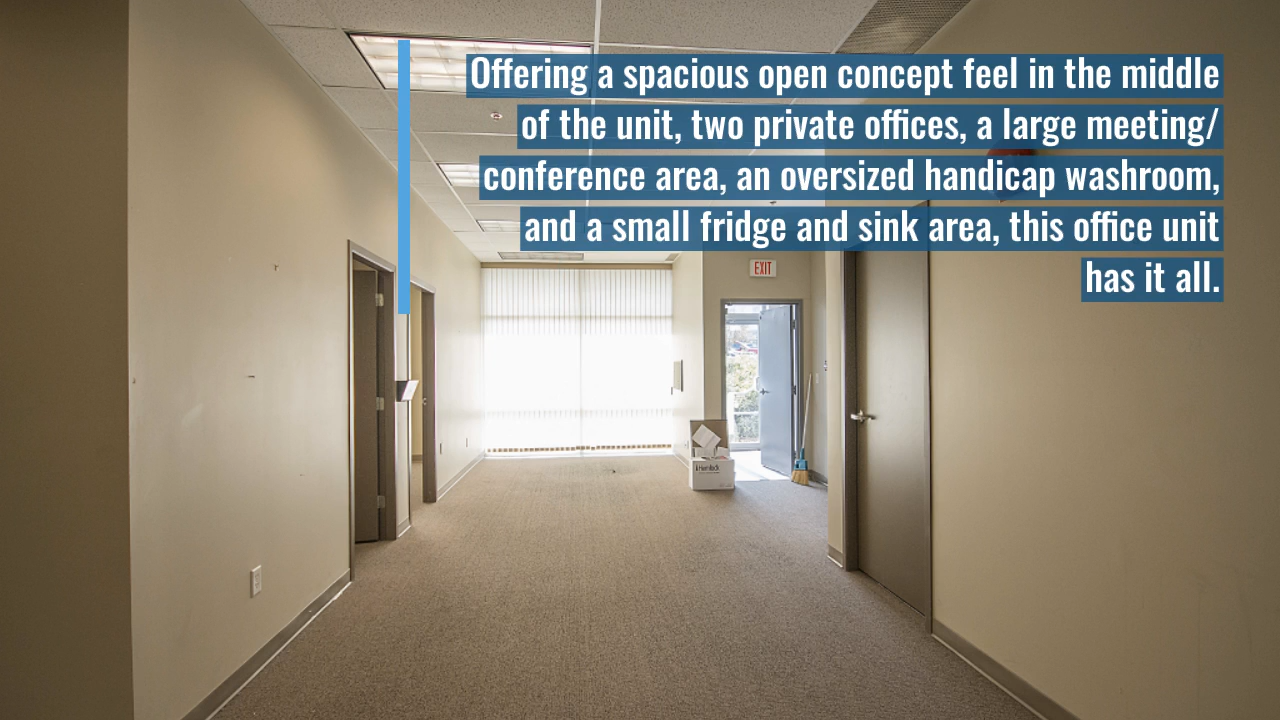 Offering a spacious open concept feel in the middle
of the unit, two private offices, a large meeting/
conference area, an oversized handicap washroom,
and a small fridge and sink area, this office unit
has it all.
EXIT